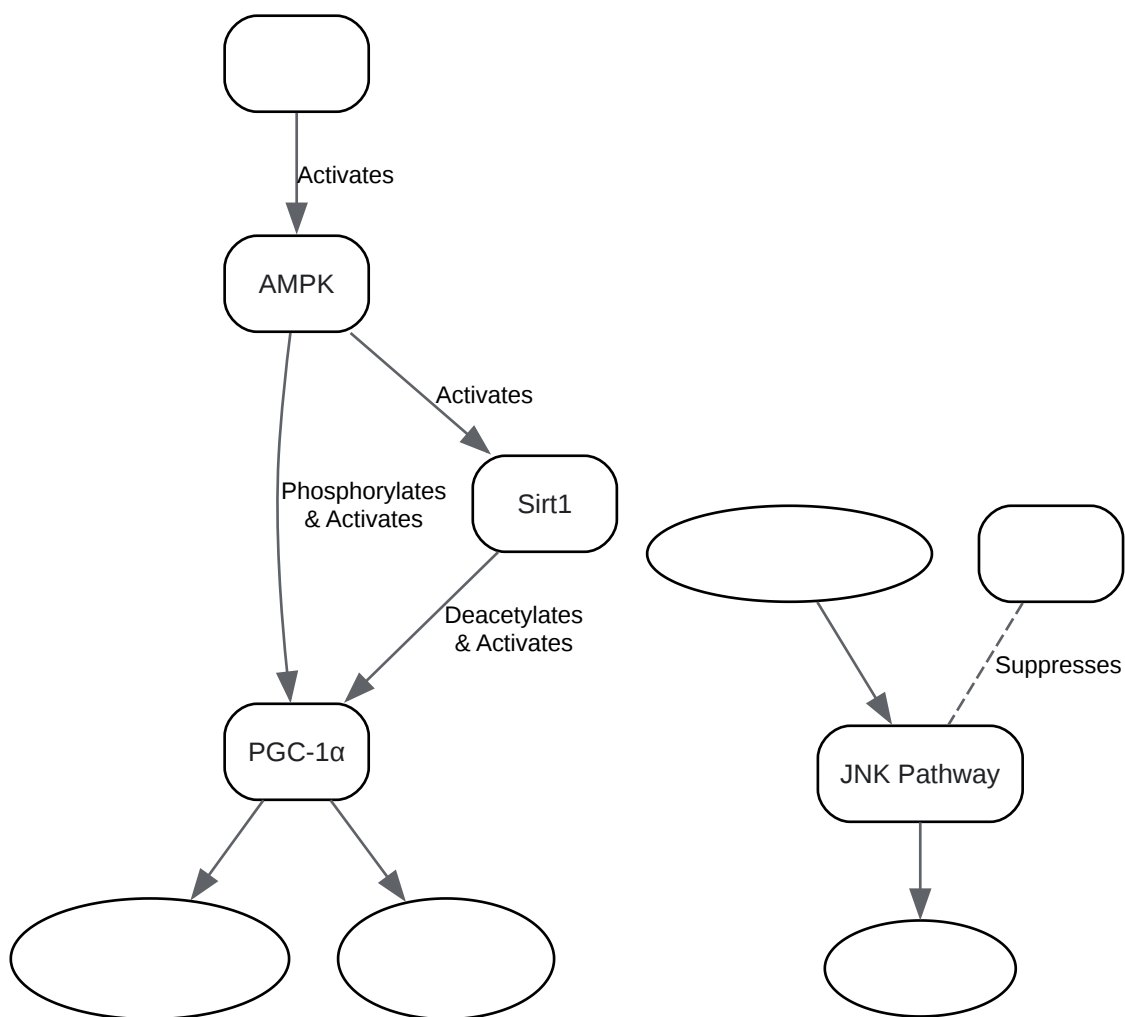 Activates
AMPK
Activates
Phosphorylates
& Activates
Sirt1
Deacetylates
& Activates
Suppresses
PGC-1α
JNK Pathway